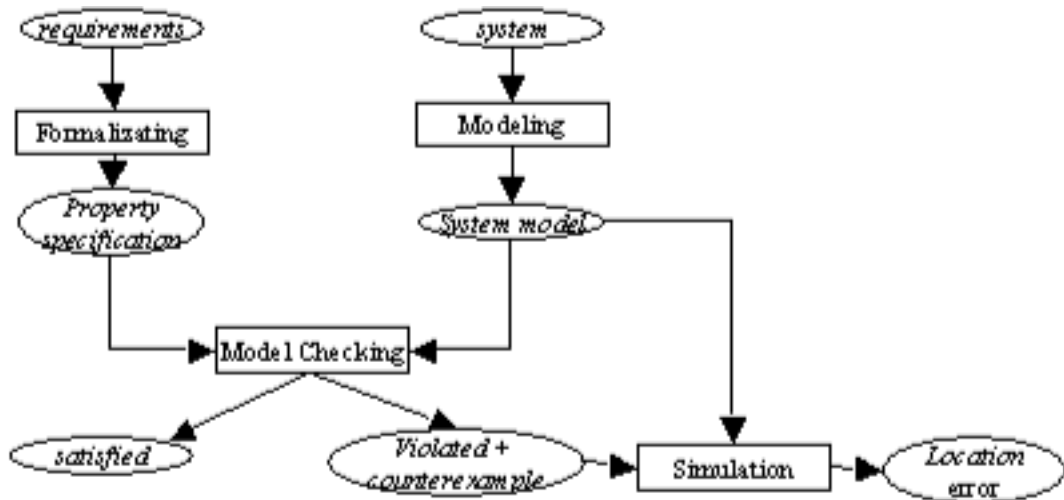 requirements
system
Formalizating
Modeling
Property
specification
System model
Model Checking
satisfied
Violated +
counterexample
Simulation
Location
error